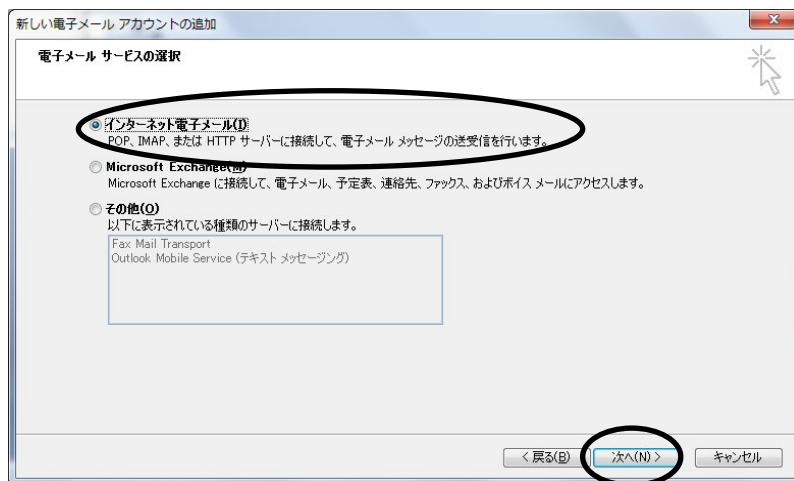 新しい電子メール アカウントの追加
電子メール サービスの選択
インターネット電子メール(I)
POP、IMAP、または HTTP サーバーに接続して、電子メール メッセージの送受信を行います。
Microsoft Exchange(M)
Microsoft Exchange に接続して、電子メール、予定表、連絡先、ファックス、およびボイス メールにアクセスします。
その他(O)
以下に表示されている種類のサーバーに接続します。
Fax Mail Transport
Outlook Mobile Service (テキスト メッセージング)
< 戻る(B) 次へ(N) > キャンセル